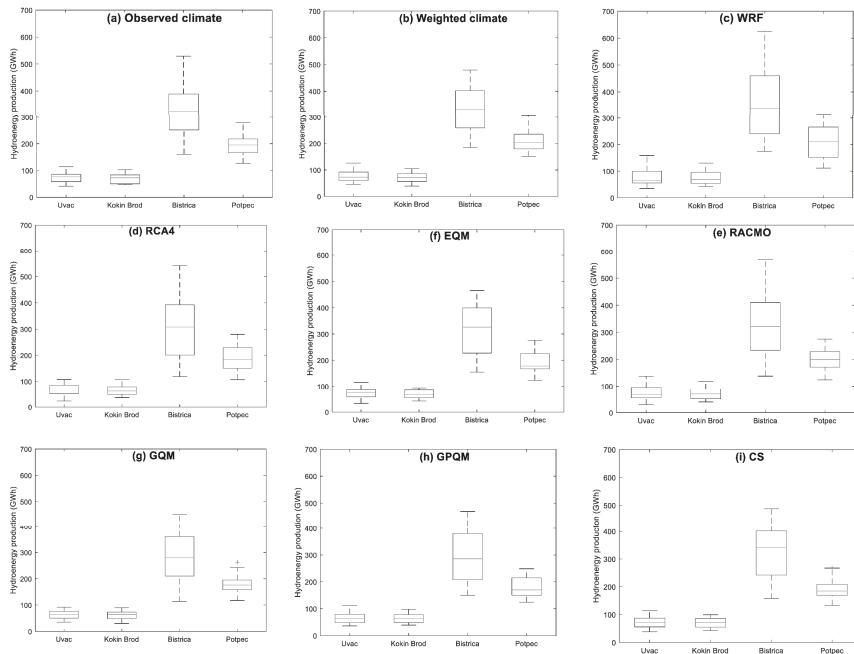 (a) Observed climate
Hydroenergy production (GWh)
700
600
500
400
300
200
100
0
Uvac Kokin Brod Bistrica Potpec
(b) Weighted climate
Hydroenergy production (GWh)
700
600
500
400
300
200
100
0
Uvac Kokin Brod Bistrica Potpec
(c) WRF
Hydroenergy production (GWh)
700
600
500
400
300
200
100
0
Uvac Kokin Brod Bistrica Potpec
(d) RCA4
Hydroenergy production (GWh)
700
600
500
400
300
200
100
0
Uvac Kokin Brod Bistrica Potpec
(f) EQM
Hydroenergy production (GWh)
700
600
500
400
300
200
100
0
Uvac Kokin Brod Bistrica Potpec
(e) RACMO
Hydroenergy production (GWh)
700
600
500
400
300
200
100
0
Uvac Kokin Brod Bistrica Potpec
(g) GQM
Hydroenergy production (GWh)
700
600
500
400
300
200
100
0
Uvac Kokin Brod Bistrica Potpec
(h) GPQM
Hydroenergy production (GWh)
700
600
500
400
300
200
100
0
Uvac Kokin Brod Bistrica Potpec
(i) CS
Hydroenergy production (GWh)
700
600
500
400
300
200
100
0
Uvac Kokin Brod Bistrica Potpec